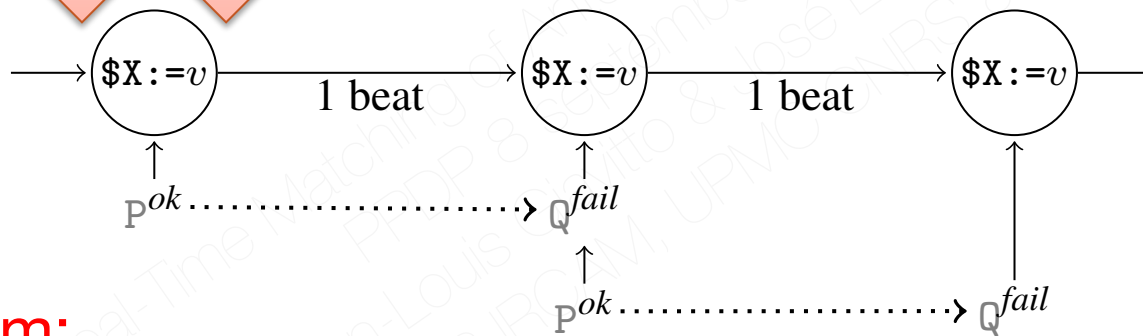 $X:=v $X:=v $X:=v
1 beat 1 beat
P^ok Q^fail
P^ok Q^fail
m: